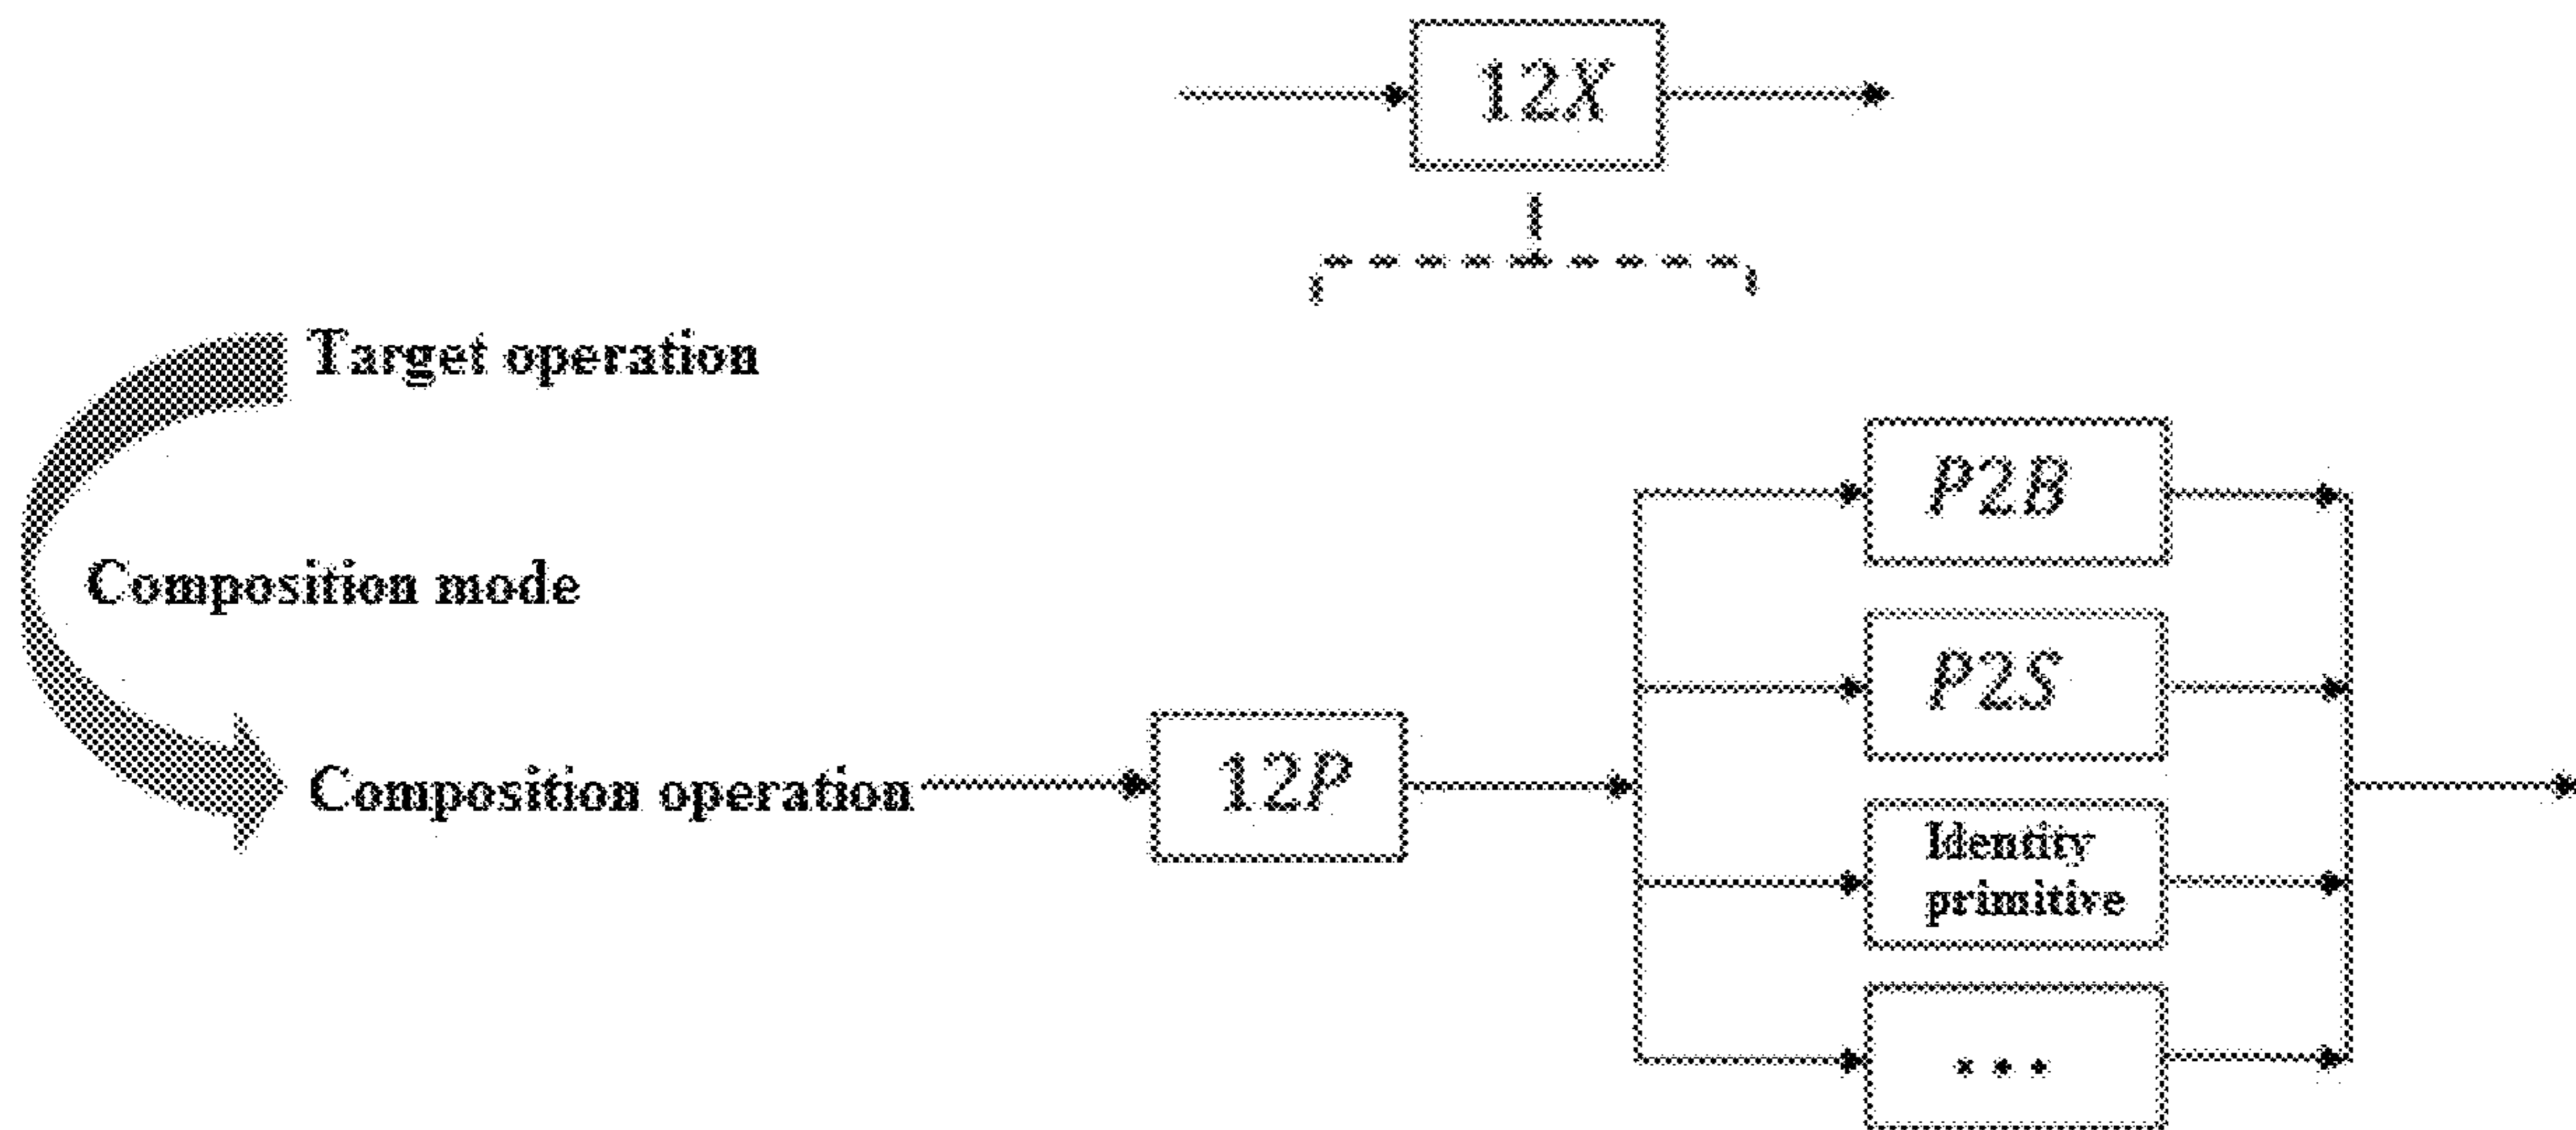 12X
Target operation
P2B
Composition mode
P2S
Composition operation
12P
Identity
primitive
...